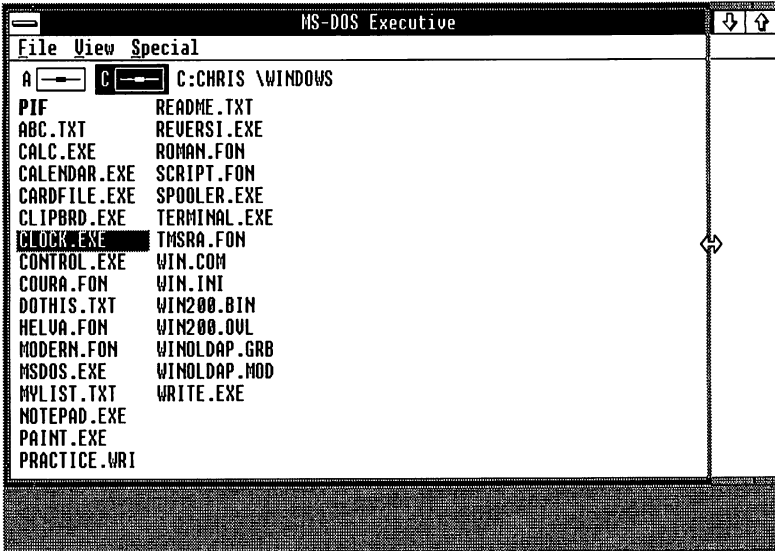 MS-DOS Executive
File View Special
A C C:CHRIS \WINDOWS
PIF README.TXT
ABC.TXT REVERSI.EXE
CALC.EXE ROMAN.FON
CALENDAR.EXE SCRIPT.FON
CARDFILE.EXE SPOOLER.EXE
CLIPBRD.EXE TERMINAL.EXE
CLOCK.EXE TMSRA.FON
CONTROL.EXE WIN.COM
COURA.FON WIN.INI
DOTHIS.TXT WIN200.BIN
HELVA.FON WIN200.OVL
MODERN.FON WINOLDAP.GRB
MSDOS.EXE WINOLDAP.MOD
MYLIST.TXT WRITE.EXE
NOTEPAD.EXE
PAINT.EXE
PRACTICE.WRI